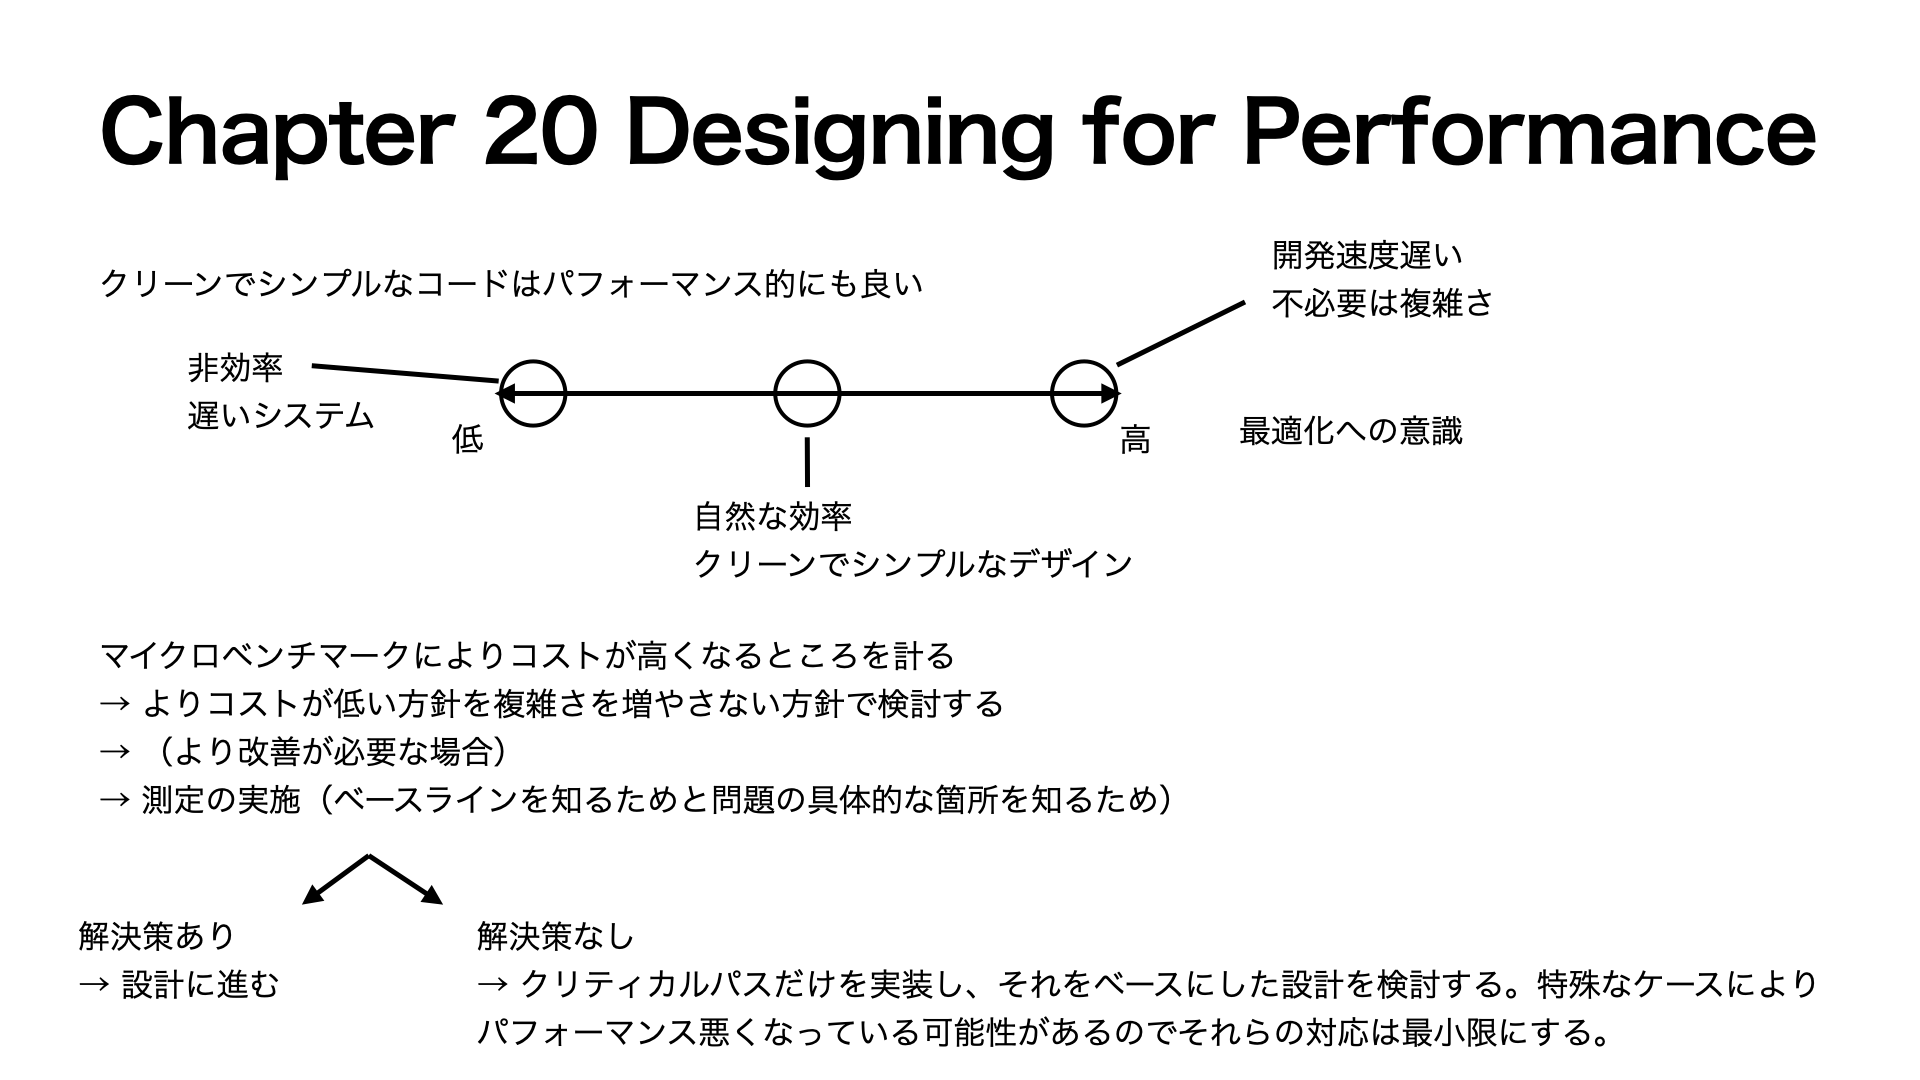 Chapter 20 Designing for Performance
クリーンでシンプルなコードはパフォーマンス的にも良い
開発速度遅い
不必要は複雑さ
非効率
遅いシステム
低
高
最適化への意識
自然な効率
クリーンでシンプルなデザイン
マイクロベンチマークによりコストが高くなるところを計る
→ よりコストが低い方針を複雑さを増やさない方針で検討する
→ （より改善が必要な場合）
→ 測定の実施（ベースラインを知るためと問題の具体的な箇所を知るため）
解決策あり
→ 設計に進む
解決策なし
→ クリティカルパスだけを実装し、それをベースにした設計を検討する。特殊なケースにより
パフォーマンス悪くなっている可能性があるのでそれらの対応は最小限にする。